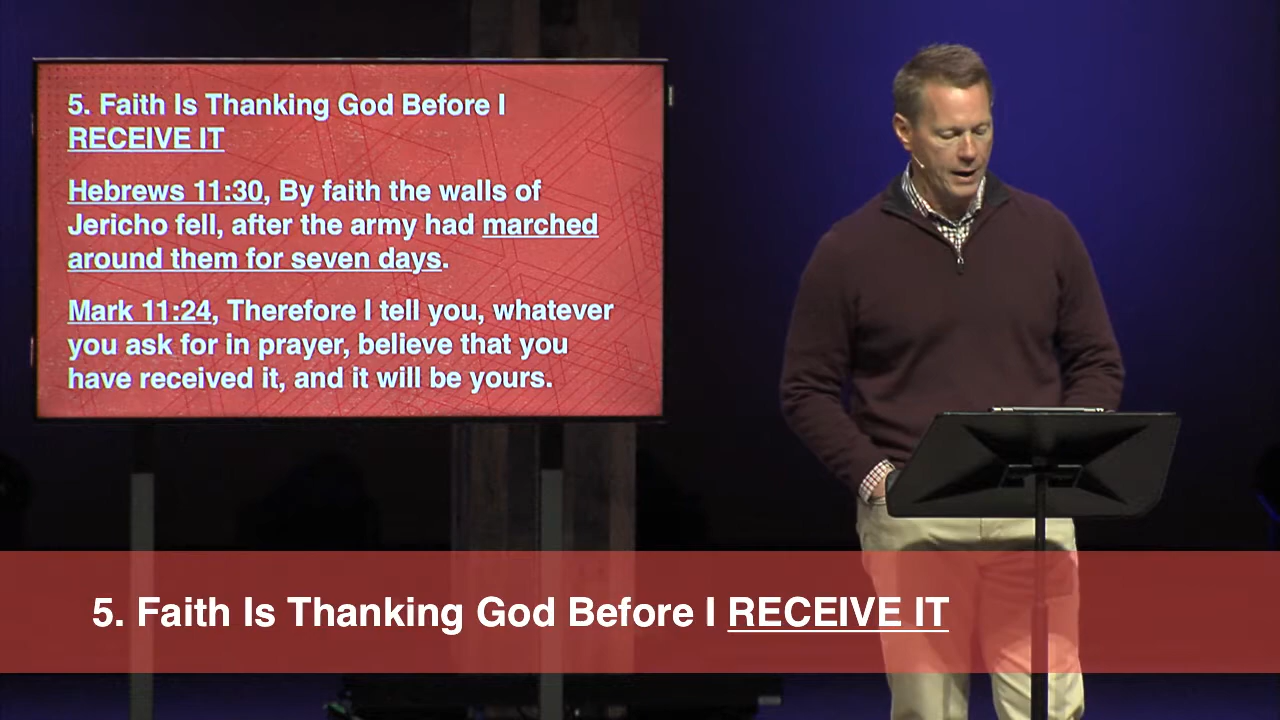 5. Faith Is Thanking God Before I
RECEIVE IT
Hebrews 11:30, By faith the walls of
Jericho fell, after the army had marched
around them for seven days.
Mark 11:24, Therefore I tell you, whatever
you ask for in prayer, believe that you
have received it, and it will be yours.
5. Faith Is Thanking God Before I RECEIVE IT